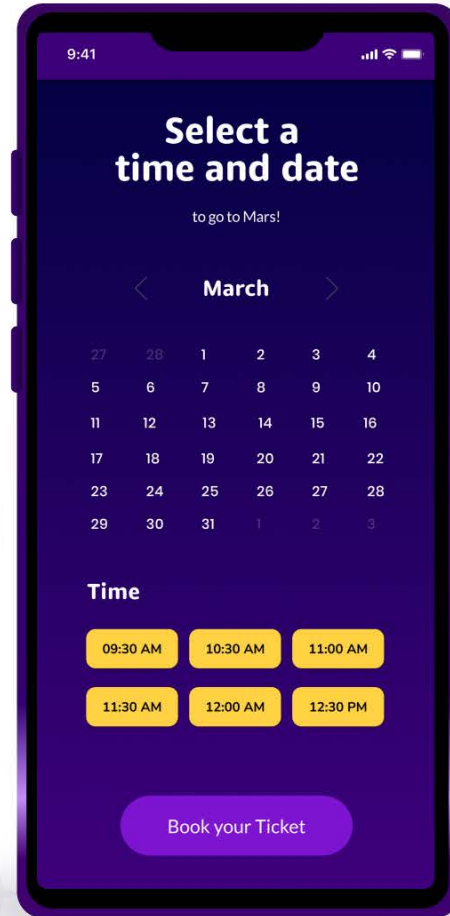 9:41
Select a
time and date
to go to Mars!
March
27 28 1 2 3 4
5 6 7 8 9 10
11 12 13 14 15 16
17 18 19 20 21 22
23 24 25 26 27 28
29 30 31 1 2 3
Time
09:30 AM 10:30 AM 11:00 AM
11:30 AM 12:00 AM 12:30 PM
Book your Ticket